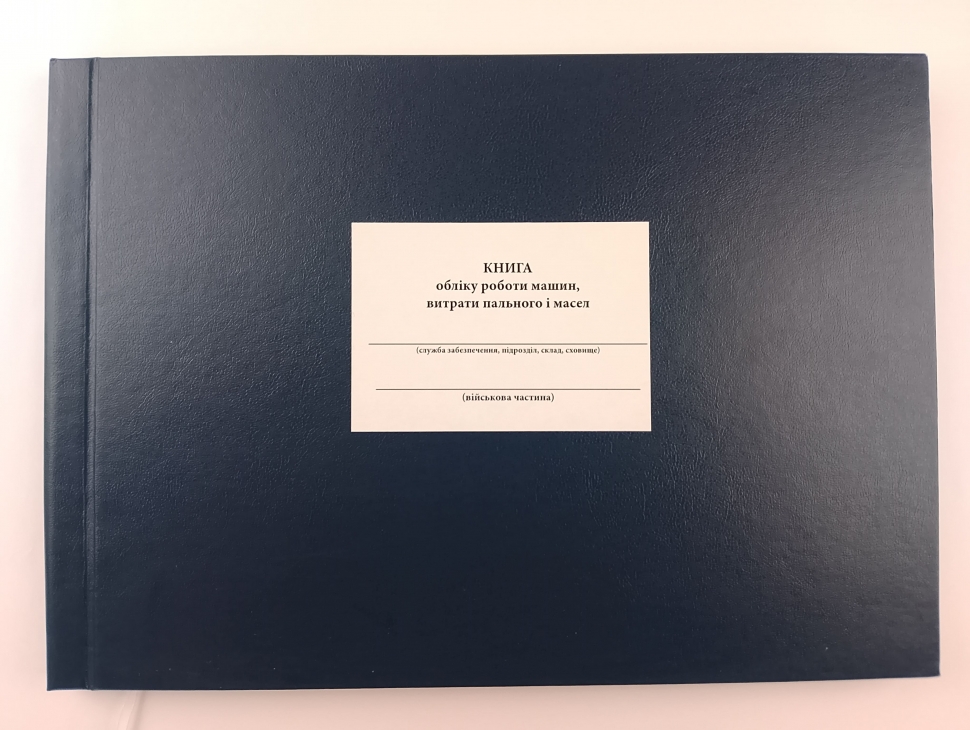 КНИГА
обліку роботи машин,
витрати пального і масел
(служба забезпечення, підрозділ, склад, сховище)
(військова частина)